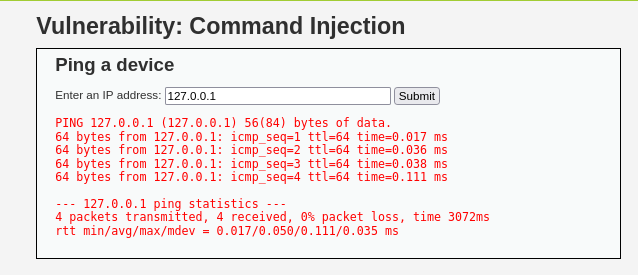 Vulnerability: Command Injection
Ping a device
Enter an IP address: 127.0.0.1 Submit
PING 127.0.0.1 (127.0.0.1) 56(84) bytes of data.
64 bytes from 127.0.0.1: icmp_seq=1 ttl=64 time=0.017 ms
64 bytes from 127.0.0.1: icmp_seq=2 ttl=64 time=0.036 ms
64 bytes from 127.0.0.1: icmp_seq=3 ttl=64 time=0.038 ms
64 bytes from 127.0.0.1: icmp_seq=4 ttl=64 time=0.111 ms
--- 127.0.0.1 ping statistics ---
4 packets transmitted, 4 received, 0% packet loss, time 3072ms
rtt min/avg/max/mdev = 0.017/0.050/0.111/0.035 ms